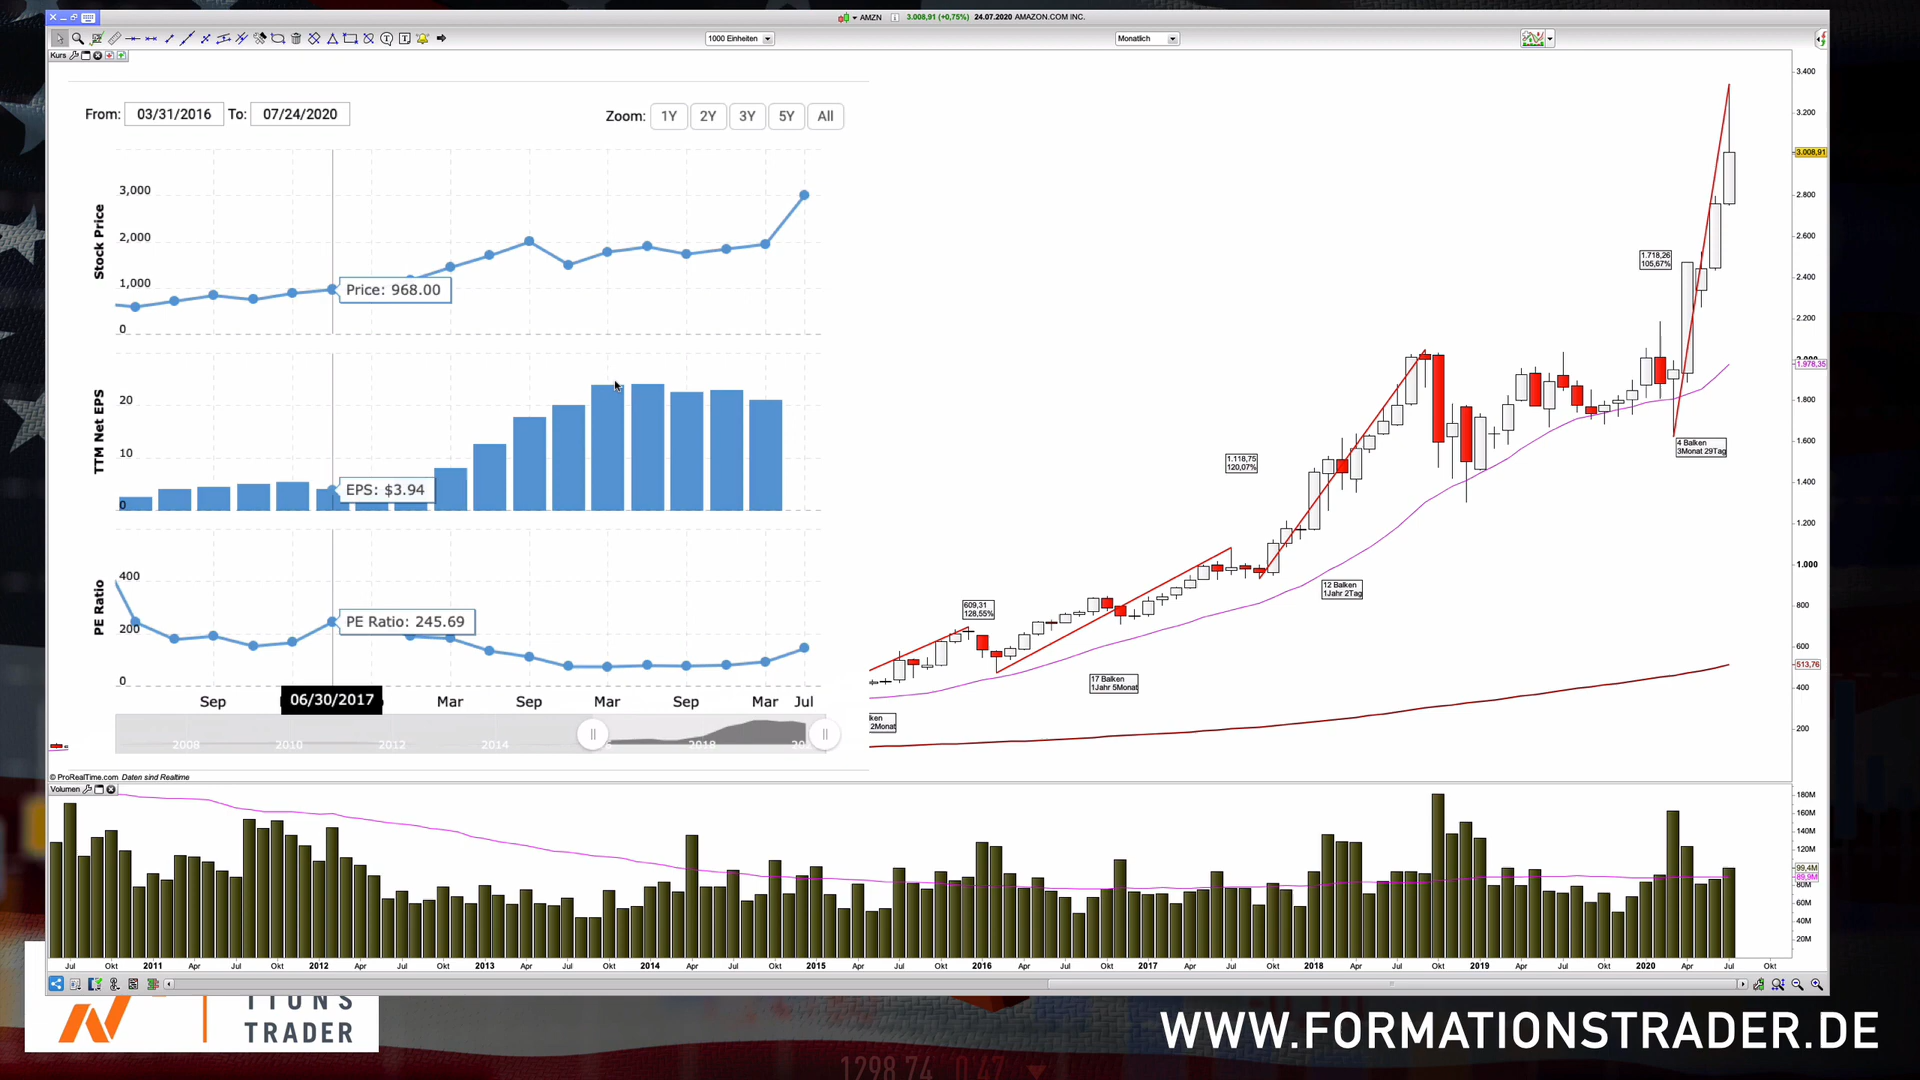 AMZN 3.008,91 (+0,75%) 24.07.2020 AMAZON.COM INC.
1000 Einheiten
Monatlich
Kurs
From: 03/31/2016 To: 07/24/2020
Zoom: 1Y 2Y 3Y 5Y All
Stock Price
3,000
2,000
1,000
0
Price: 968.00
TTM Net EPS
20
10
0
EPS: $3.94
PE Ratio
400
200
0
PE Ratio: 245.69
Sep 06/30/2017 Mar Sep Mar Sep Mar Jul
2008 2010 2012 2014 2018
© ProRealTime.com Daten sind Realtime
609,31
128,55%
17 Balken
1Jahr 5Monat
2Monat
1.118,75
120,07%
12 Balken
1Jahr 2Tag
1.718,26
105,67%
4 Balken
3Monat 29Tag
3.400
3.200
3.008,91
2.800
2.600
2.400
2.200
1.978,35
1.800
1.600
1.400
1.200
1.000
800
600
513,76
400
200
Volumen
180M
160M
140M
120M
99,4M
89,9M
80M
60M
40M
20M
Jul Okt 2011 Apr Jul Okt 2012 Apr Jul Okt 2013 Apr Jul Okt 2014 Apr Jul Okt 2015 Apr Jul Okt 2016 Apr Jul Okt 2017 Apr Jul Okt 2018 Apr Jul Okt 2019 Apr Jul Okt 2020 Apr Jul Okt
TRADER
WWW.FORMATIONSTRADER.DE
1298.74 0.47